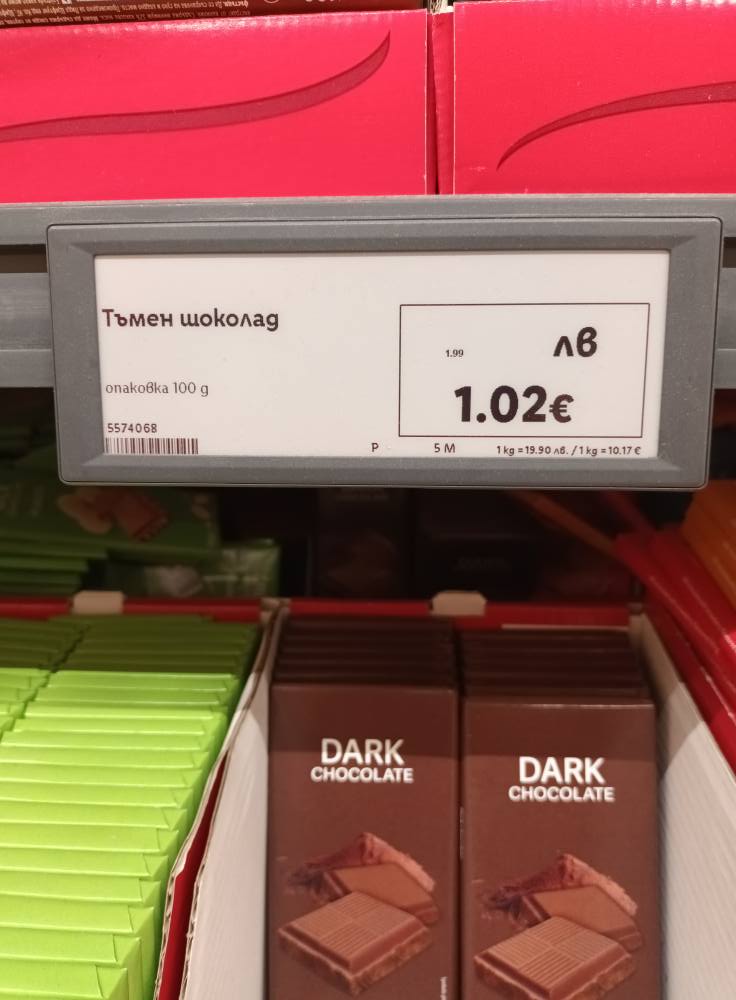 Тъмен шоколад
опаковка 100 g
5574068
1.99 лв
1.02€
P 5 M 1 kg = 19.90 лв. / 1 kg = 10.17 €
DARK
CHOCOLATE
DARK
CHOCOLATE